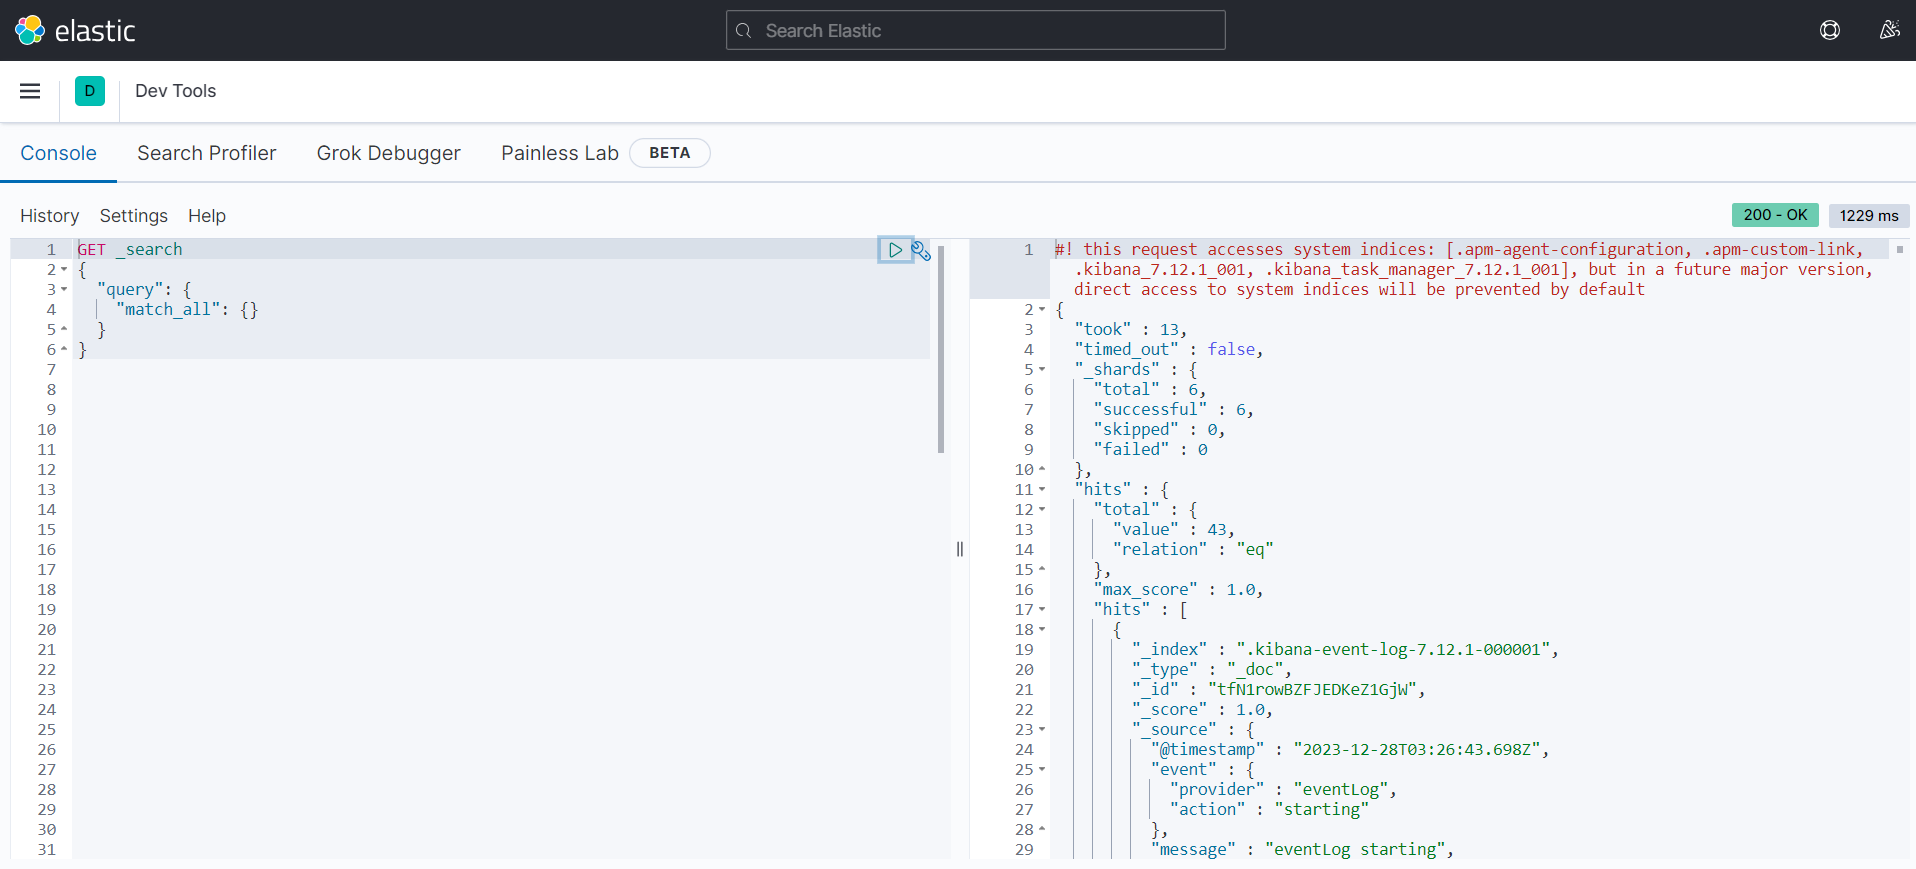 elastic
Search Elastic
D
Dev Tools
Console
Search Profiler
Grok Debugger
Painless Lab
BETA
History
Settings
Help
200 - OK
1229 ms
1 GET _search
2 {
3 "query": {
4 "match_all": {}
5 }
6 }
7
8
9
10
11
12
13
14
15
16
17
18
19
20
21
22
23
24
25
26
27
28
29
30
31
1 #! this request accesses system indices: [.apm-agent-configuration, .apm-custom-link,
.kibana_7.12.1_001, .kibana_task_manager_7.12.1_001], but in a future major version,
direct access to system indices will be prevented by default
2 {
3 "took" : 13,
4 "timed_out" : false,
5 "_shards" : {
6 "total" : 6,
7 "successful" : 6,
8 "skipped" : 0,
9 "failed" : 0
10 },
11 "hits" : {
12 "total" : {
13 "value" : 43,
14 "relation" : "eq"
15 },
16 "max_score" : 1.0,
17 "hits" : [
18 {
19 "_index" : ".kibana-event-log-7.12.1-000001",
20 "_type" : "_doc",
21 "_id" : "tfN1rowBZFJEDKeZ1GjW",
22 "_score" : 1.0,
23 "_source" : {
24 "@timestamp" : "2023-12-28T03:26:43.698Z",
25 "event" : {
26 "provider" : "eventLog",
27 "action" : "starting"
28 },
29 "message" : "eventLog starting",